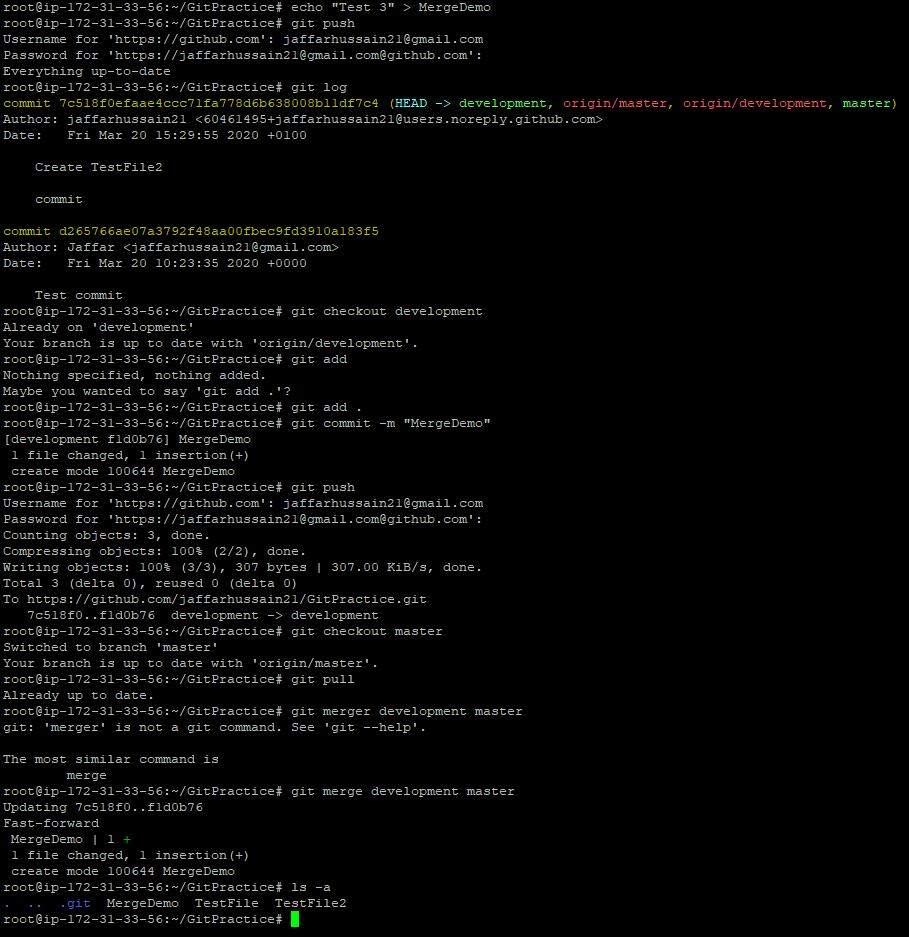 root@ip-172-31-33-56:~/GitPractice# echo "Test 3" > MergeDemo
root@ip-172-31-33-56:~/GitPractice# git push
Username for 'https://github.com': jaffarhussain21@gmail.com
Password for 'https://jaffarhussain21@gmail.com@github.com':
Everything up-to-date
root@ip-172-31-33-56:~/GitPractice# git log
commit 7c518f0efaae4ccc71fa778d6b638008b11df7c4 (HEAD -> development, origin/master, origin/development, master)
Author: jaffarhussain21 <60461495+jaffarhussain21@users.noreply.github.com>
Date:   Fri Mar 20 15:29:55 2020 +0100
    Create TestFile2
    commit
commit d265766ae07a3792f48aa00fbec9fd3910a183f5
Author: Jaffar <jaffarhussain21@gmail.com>
Date:   Fri Mar 20 10:23:35 2020 +0000
    Test commit
root@ip-172-31-33-56:~/GitPractice# git checkout development
Already on 'development'
Your branch is up to date with 'origin/development'.
root@ip-172-31-33-56:~/GitPractice# git add
Nothing specified, nothing added.
Maybe you wanted to say 'git add .'?
root@ip-172-31-33-56:~/GitPractice# git add .
root@ip-172-31-33-56:~/GitPractice# git commit -m "MergeDemo"
[development f1d0b76] MergeDemo
 1 file changed, 1 insertion(+)
 create mode 100644 MergeDemo
root@ip-172-31-33-56:~/GitPractice# git push
Username for 'https://github.com': jaffarhussain21@gmail.com
Password for 'https://jaffarhussain21@gmail.com@github.com':
Counting objects: 3, done.
Compressing objects: 100% (2/2), done.
Writing objects: 100% (3/3), 307 bytes | 307.00 KiB/s, done.
Total 3 (delta 0), reused 0 (delta 0)
To https://github.com/jaffarhussain21/GitPractice.git
   7c518f0..f1d0b76  development -> development
root@ip-172-31-33-56:~/GitPractice# git checkout master
Switched to branch 'master'
Your branch is up to date with 'origin/master'.
root@ip-172-31-33-56:~/GitPractice# git pull
Already up to date.
root@ip-172-31-33-56:~/GitPractice# git merger development master
git: 'merger' is not a git command. See 'git --help'.
The most similar command is
        merge
root@ip-172-31-33-56:~/GitPractice# git merge development master
Updating 7c518f0..f1d0b76
Fast-forward
 MergeDemo | 1 +
 1 file changed, 1 insertion(+)
 create mode 100644 MergeDemo
root@ip-172-31-33-56:~/GitPractice# ls -a
.  ..  .git  MergeDemo  TestFile  TestFile2
root@ip-172-31-33-56:~/GitPractice#